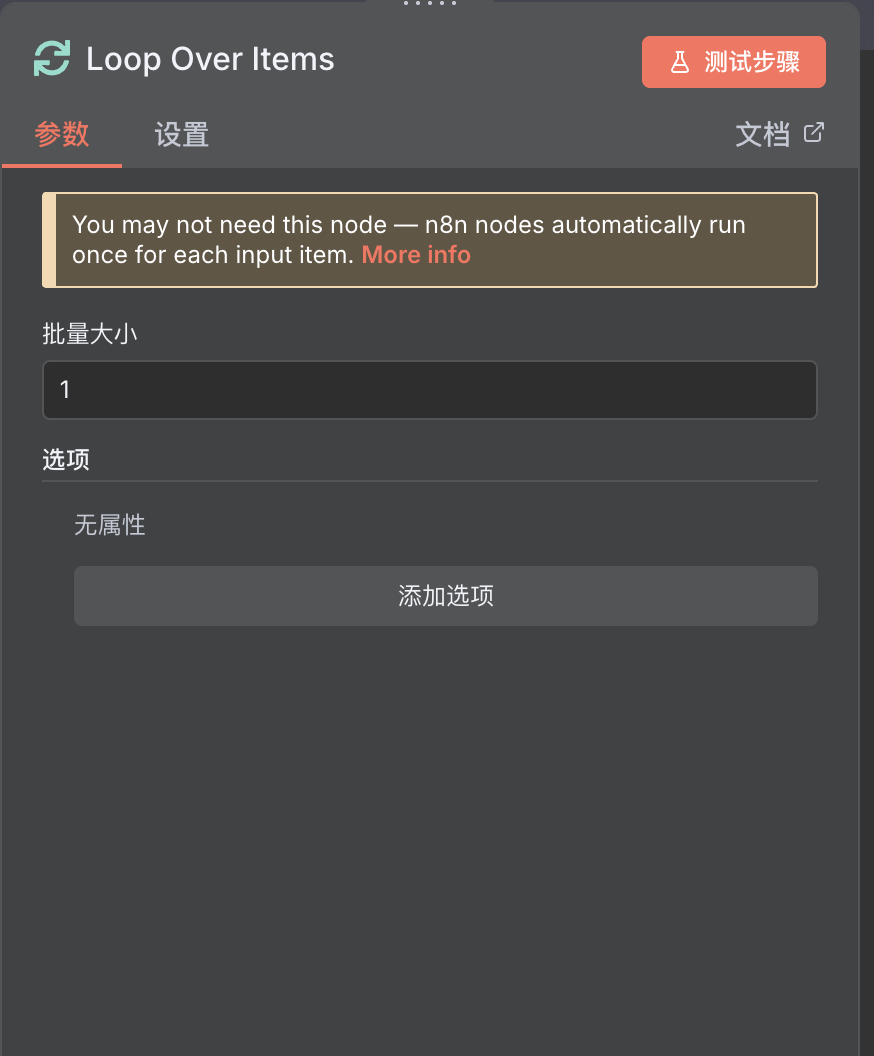 Loop Over Items
测试步骤
参数
设置
文档
You may not need this node — n8n nodes automatically run
once for each input item. More info
批量大小
1
选项
无属性
添加选项